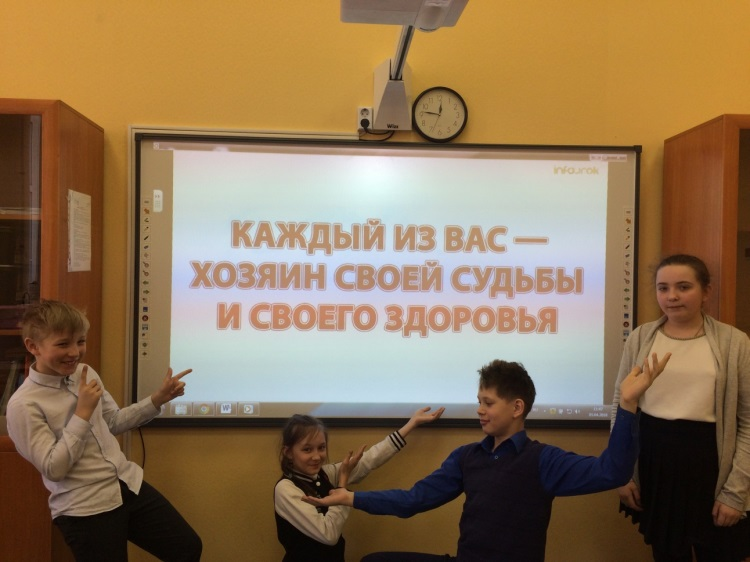 infourok
КАЖДЫЙ ИЗ ВАС —
ХОЗЯИН СВОЕЙ СУДЬБЫ
И СВОЕГО ЗДОРОВЬЯ